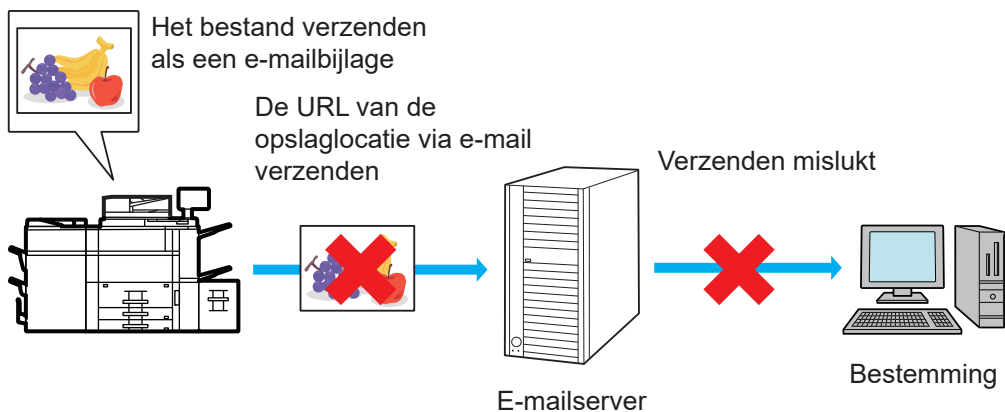 Het bestand verzenden
als een e-mailbijlage
De URL van de
opslaglocatie via e-mail
verzenden
Verzenden mislukt
E-mailserver
Bestemming